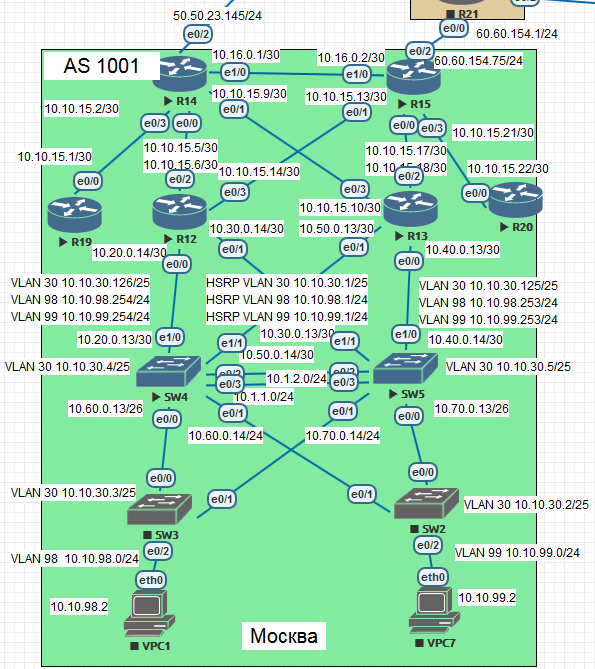 R21
50.50.23.145/24
e0/0
60.60.154.1/24
e0/2
e0/2
60.60.154.75/24
AS 1001
10.16.0.1/30
10.16.0.2/30
e1/0
e1/0
R14
R15
10.10.15.9/30
10.10.15.13/30
10.10.15.2/30
e0/1
e0/1
e0/3
e0/0
e0/0
e0/3
10.10.15.21/30
10.10.15.5/30
10.10.15.17/30
10.10.15.1/30
10.10.15.6/30
10.10.15.14/30
10.10.15.22/30
e0/0
e0/2
e0/3
e0/3
e0/2
e0/0
10.10.15.10/30
R19
R12
R13
R20
10.30.0.14/30
10.50.0.13/30
10.20.0.14/30
e0/1
e0/1
10.40.0.13/30
e0/0
e0/0
VLAN 30 10.10.30.126/25
VLAN 98 10.10.98.254/24
VLAN 99 10.10.99.254/24
HSRP VLAN 30 10.10.30.1/25
HSRP VLAN 98 10.10.98.1/24
HSRP VLAN 99 10.10.99.1/24
VLAN 30 10.10.30.125/25
VLAN 98 10.10.98.253/24
VLAN 99 10.10.99.253/24
10.20.0.13/30
e1/0
e1/1
10.30.0.13/30
e1/1
e1/0
10.40.0.14/30
10.50.0.14/30
VLAN 30 10.10.30.4/25
VLAN 30 10.10.30.5/25
e0/3
10.1.2.0/24
e0/3
SW4
SW5
10.1.1.0/24
10.60.0.13/26
e0/0
e0/1
e0/1
e0/0
10.70.0.13/26
10.60.0.14/24
10.70.0.14/24
e0/0
e0/0
VLAN 30 10.10.30.3/25
e0/1
e0/1
VLAN 30 10.10.30.2/25
SW3
SW2
VLAN 98 10.10.98.0/24
e0/2
e0/2
VLAN 99 10.10.99.0/24
eth0
eth0
10.10.98.2
10.10.99.2
VPC1
VPC7
Москва